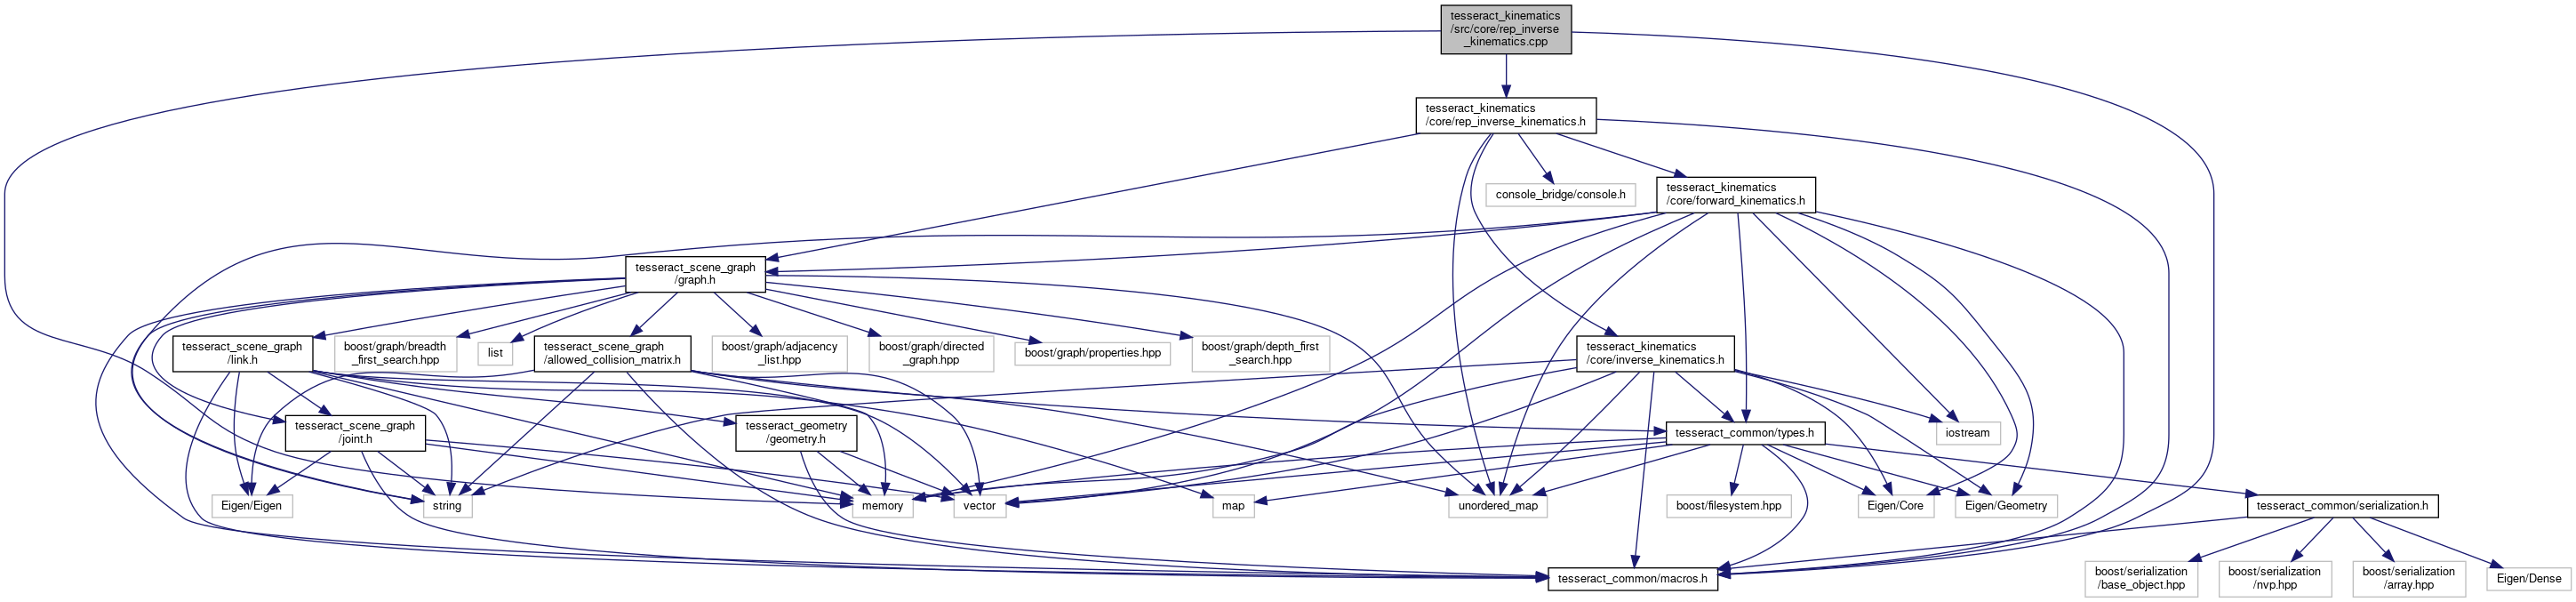 tesseract_kinematics
/src/core/rep_inverse
_kinematics.cpp
tesseract_kinematics
/core/rep_inverse_kinematics.h
console_bridge/console.h
tesseract_kinematics
/core/forward_kinematics.h
tesseract_scene_graph
/graph.h
tesseract_scene_graph
/link.h
boost/graph/breadth
_first_search.hpp
list
tesseract_scene_graph
/allowed_collision_matrix.h
boost/graph/adjacency
_list.hpp
boost/graph/directed
_graph.hpp
boost/graph/properties.hpp
boost/graph/depth_first
_search.hpp
tesseract_kinematics
/core/inverse_kinematics.h
tesseract_scene_graph
/joint.h
tesseract_geometry
/geometry.h
tesseract_common/types.h
iostream
Eigen/Eigen
string
memory
vector
map
unordered_map
boost/filesystem.hpp
Eigen/Core
Eigen/Geometry
tesseract_common/serialization.h
tesseract_common/macros.h
boost/serialization
/base_object.hpp
boost/serialization
/nvp.hpp
boost/serialization
/array.hpp
Eigen/Dense